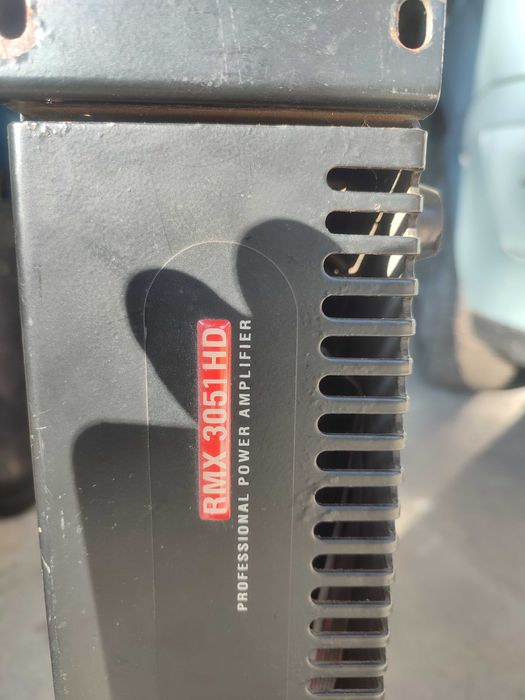 RMX 3051HD
PROFESSIONAL POWER AMPLIFIER